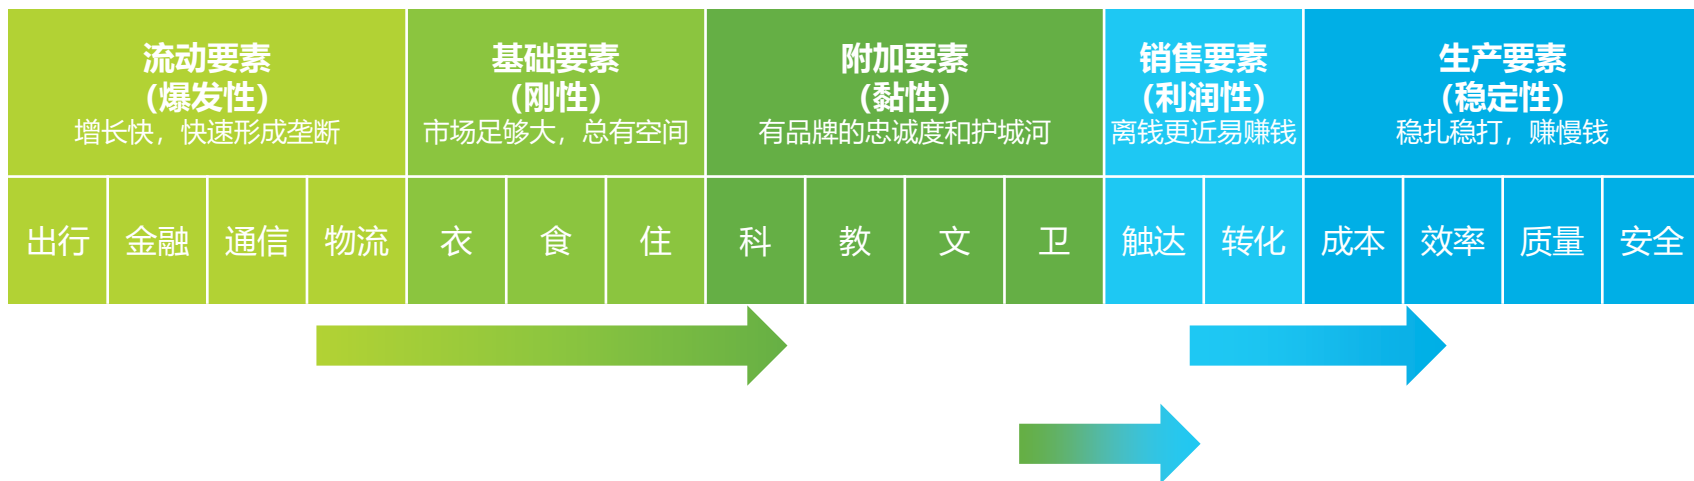 流动要素
（爆发性）
增长快，快速形成垄断
基础要素
（刚性）
市场足够大，总有空间
附加要素
（黏性）
有品牌的忠诚度和护城河
销售要素
（利润性）
离钱更近易赚钱
生产要素
（稳定性）
稳扎稳打，赚慢钱
出行
金融
通信
物流
衣
食
住
科
教
文
卫
触达
转化
成本
效率
质量
安全